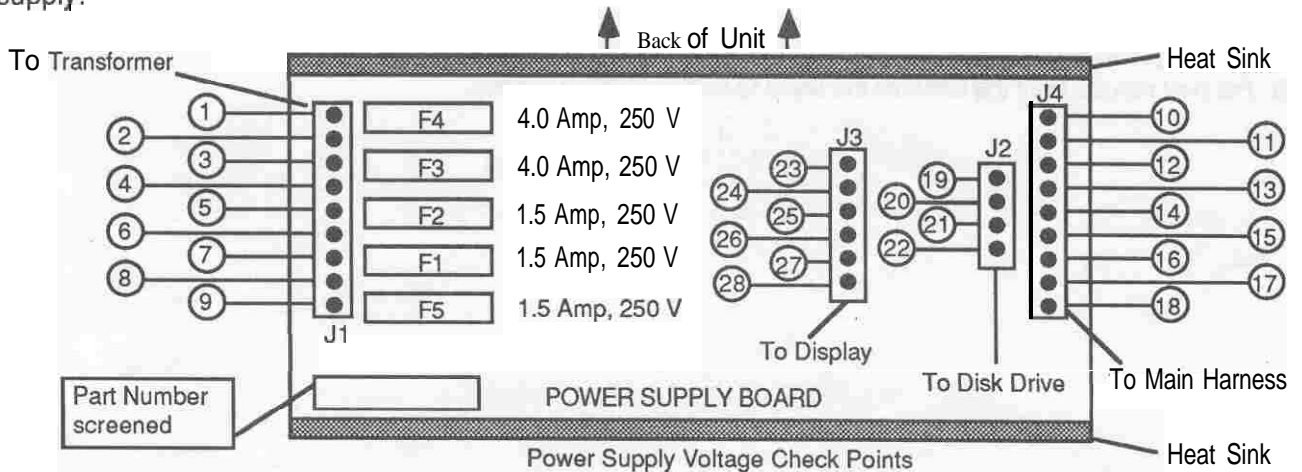 supply.
Back of Unit
To Transformer
Heat Sink
J4
1
F4
4.0 Amp, 250 V
10
2
11
3
F3
4.0 Amp, 250 V
J3
J2
12
4
23
19
13
5
F2
1.5 Amp, 250 V
24
20
14
6
25
21
15
7
F1
1.5 Amp, 250 V
26
22
16
8
27
17
9
F5
1.5 Amp, 250 V
28
18
J1
To Display
To Disk Drive
To Main Harness
Part Number
screened
POWER SUPPLY BOARD
Power Supply Voltage Check Points
Heat Sink